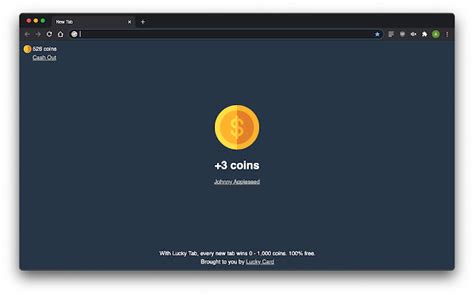 New Tab
528 coins
Cash Out
$
+3 coins
Johnny Appleseed
With Lucky Tab, every new tab wins 0 - 1,000 coins. 100% free.
Brought to you by Lucky Card